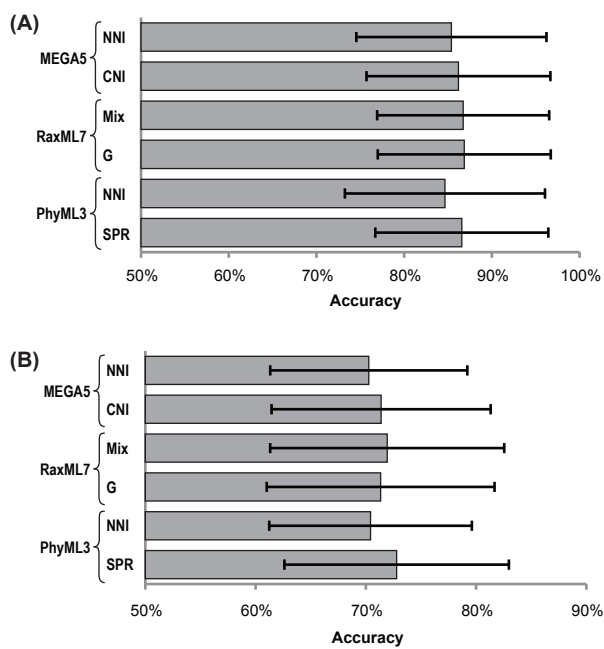 (A)
MEGA5
NNI
CNI
RaxML7
Mix
G
PhyML3
NNI
SPR
50% 60% 70% 80% 90% 100%
Accuracy
(B)
MEGA5
NNI
CNI
RaxML7
Mix
G
PhyML3
NNI
SPR
50% 60% 70% 80% 90%
Accuracy